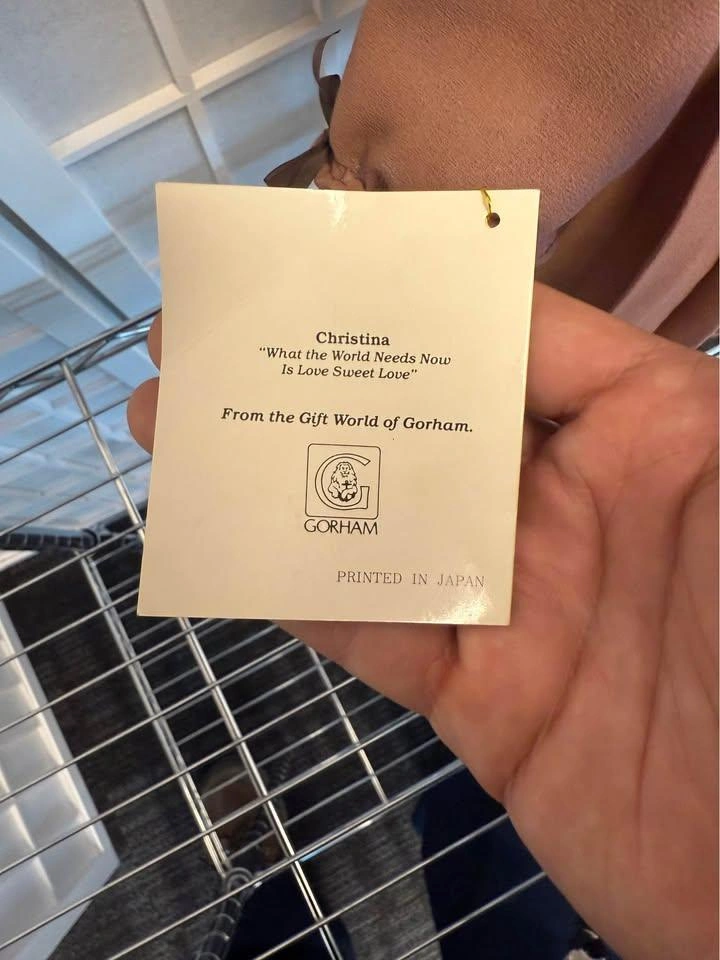 Christina
"What the World Needs Now
Is Love Sweet Love"
From the Gift World of Gorham.
G
GORHAM
PRINTED IN JAPAN